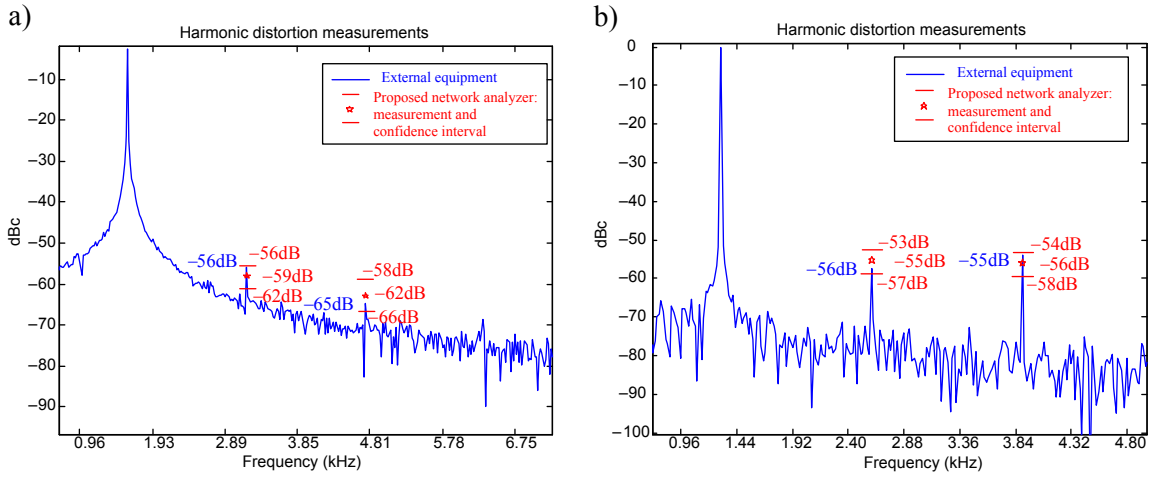 a)
Harmonic distortion measurements
External equipment
Proposed network analyzer:
measurement and
confidence interval
−10
−20
−30
−40
−50
−60
−70
−80
−90
dBc
−56dB
−56dB
−59dB
−62dB
−65dB
−58dB
−62dB
−66dB
0.96 1.93 2.89 3.85 4.81 5.78 6.75
Frequency (kHz)
b)
Harmonic distortion measurements
External equipment
Proposed network analyzer:
measurement and
confidence interval
0
−10
−20
−30
−40
−50
−60
−70
−80
−90
−100
dBc
−53dB
−56dB
−55dB
−57dB
−54dB
−55dB
−56dB
−58dB
0.96 1.44 1.92 2.40 2.88 3.36 3.84 4.32 4.80
Frequency (kHz)